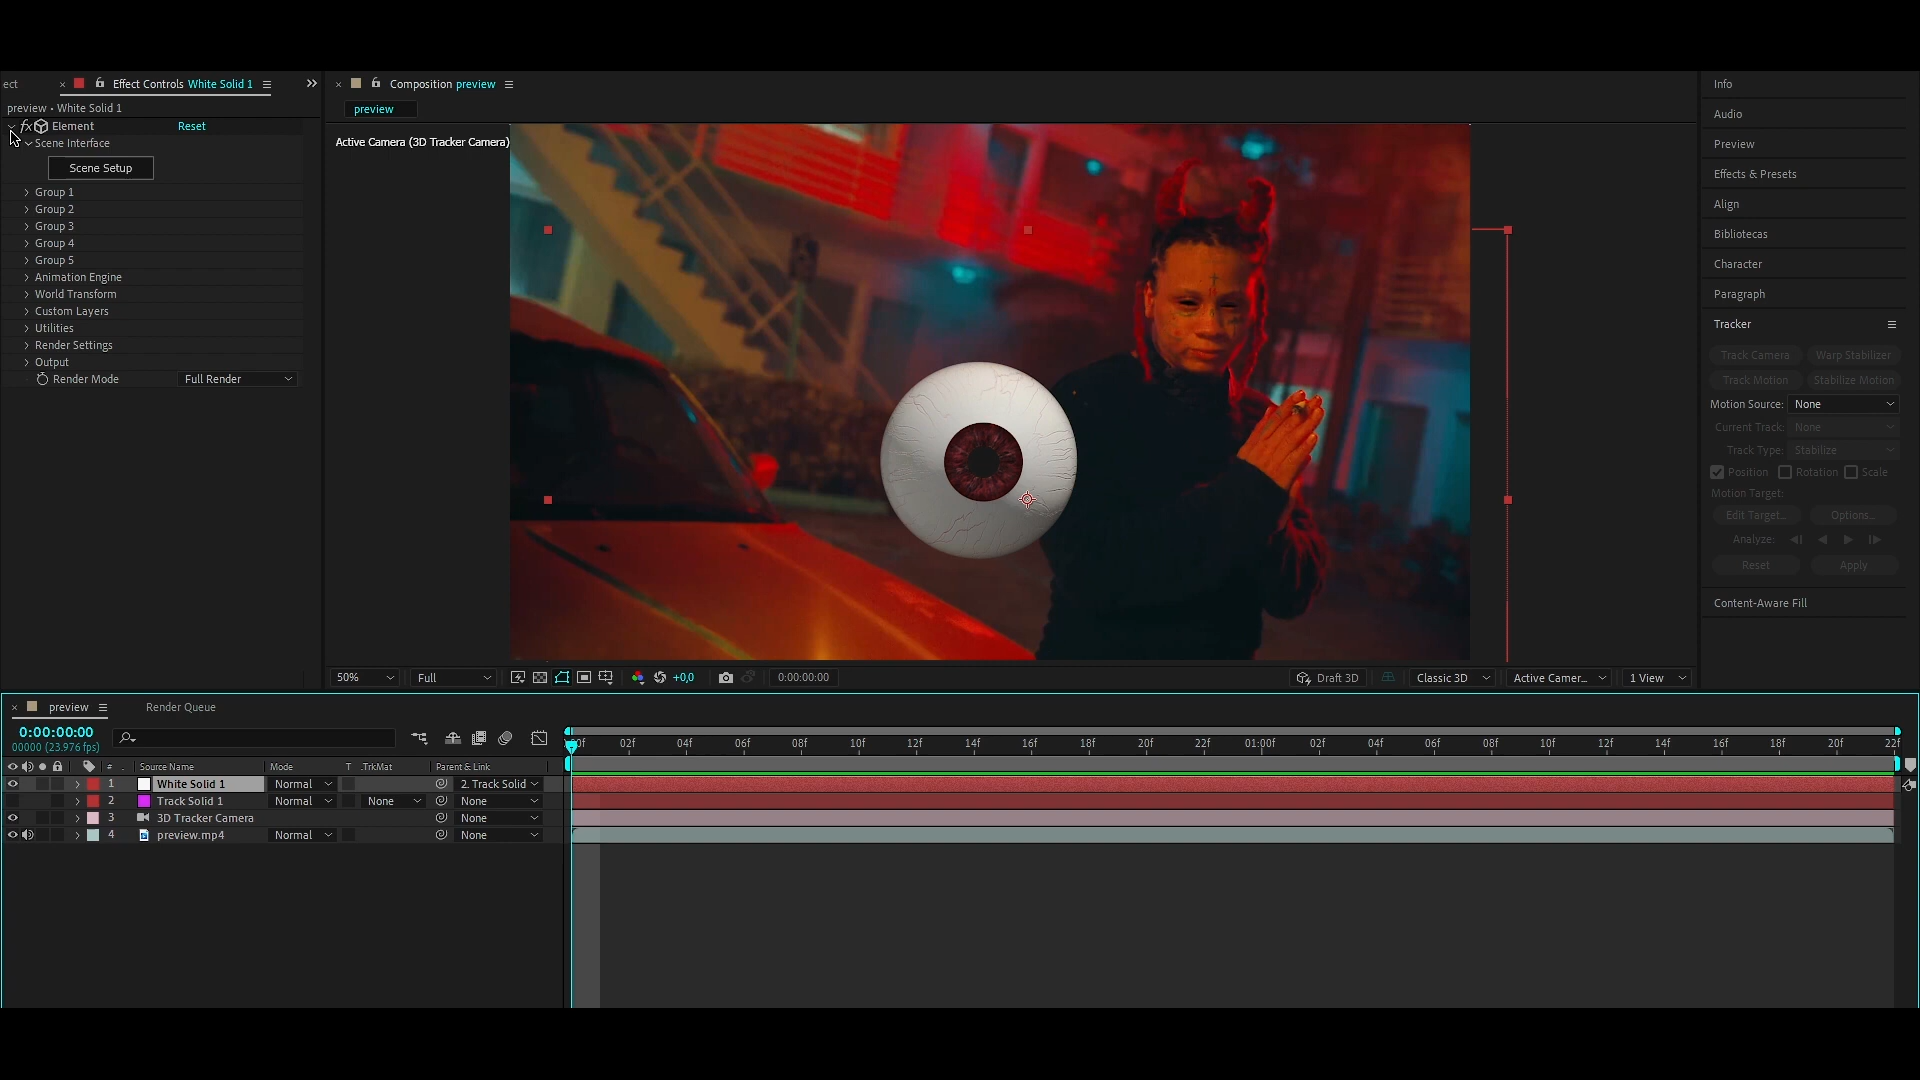 ect
Effect Controls White Solid 1
preview • White Solid 1
fx Element Reset
Scene Interface
Scene Setup
Group 1
Group 2
Group 3
Group 4
Group 5
Animation Engine
World Transform
Custom Layers
Utilities
Render Settings
Output
Render Mode Full Render
Composition preview
preview
Active Camera (3D Tracker Camera)
50% Full +0,0 0:00:00:00 Draft 3D Classic 3D Active Camer... 1 View
Info
Audio
Preview
Effects & Presets
Align
Bibliotecas
Character
Paragraph
Tracker
Track Camera Warp Stabilizer
Track Motion Stabilize Motion
Motion Source: None
Current Track: None
Track Type: Stabilize
Position Rotation Scale
Motion Target:
Edit Target... Options...
Analyze:
Reset Apply
Content-Aware Fill
preview Render Queue
0:00:00:00
00000 (23.976 fps)
02f 04f 06f 08f 10f 12f 14f 16f 18f 20f 22f 01:00f 02f 04f 06f 08f 10f 12f 14f 16f 18f 20f 22f
# Source Name Mode T .TrkMat Parent & Link
1 White Solid 1 Normal 2. Track Solid
2 Track Solid 1 Normal None None
3 3D Tracker Camera None
4 preview.mp4 Normal None